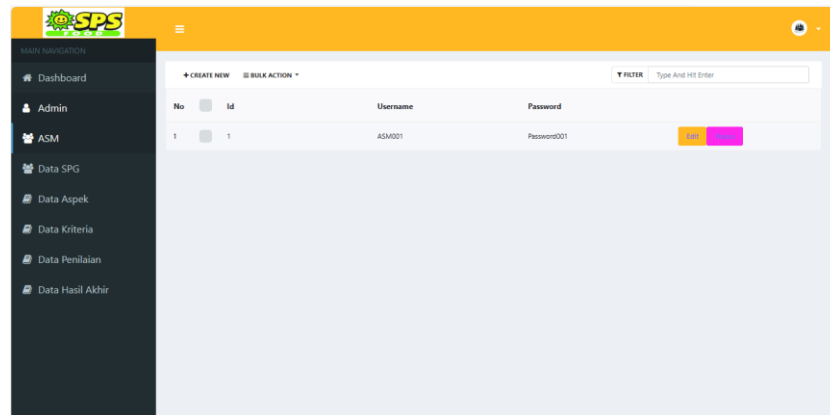 SPS
FOOD
MAIN NAVIGATION
Dashboard
Admin
ASM
Data SPG
Data Aspek
Data Kriteria
Data Penilaian
Data Hasil Akhir
+ CREATE NEW BULK ACTION
FILTER Type And Hit Enter
No Id Username Password
1 1 ASM001 Password001 Edit